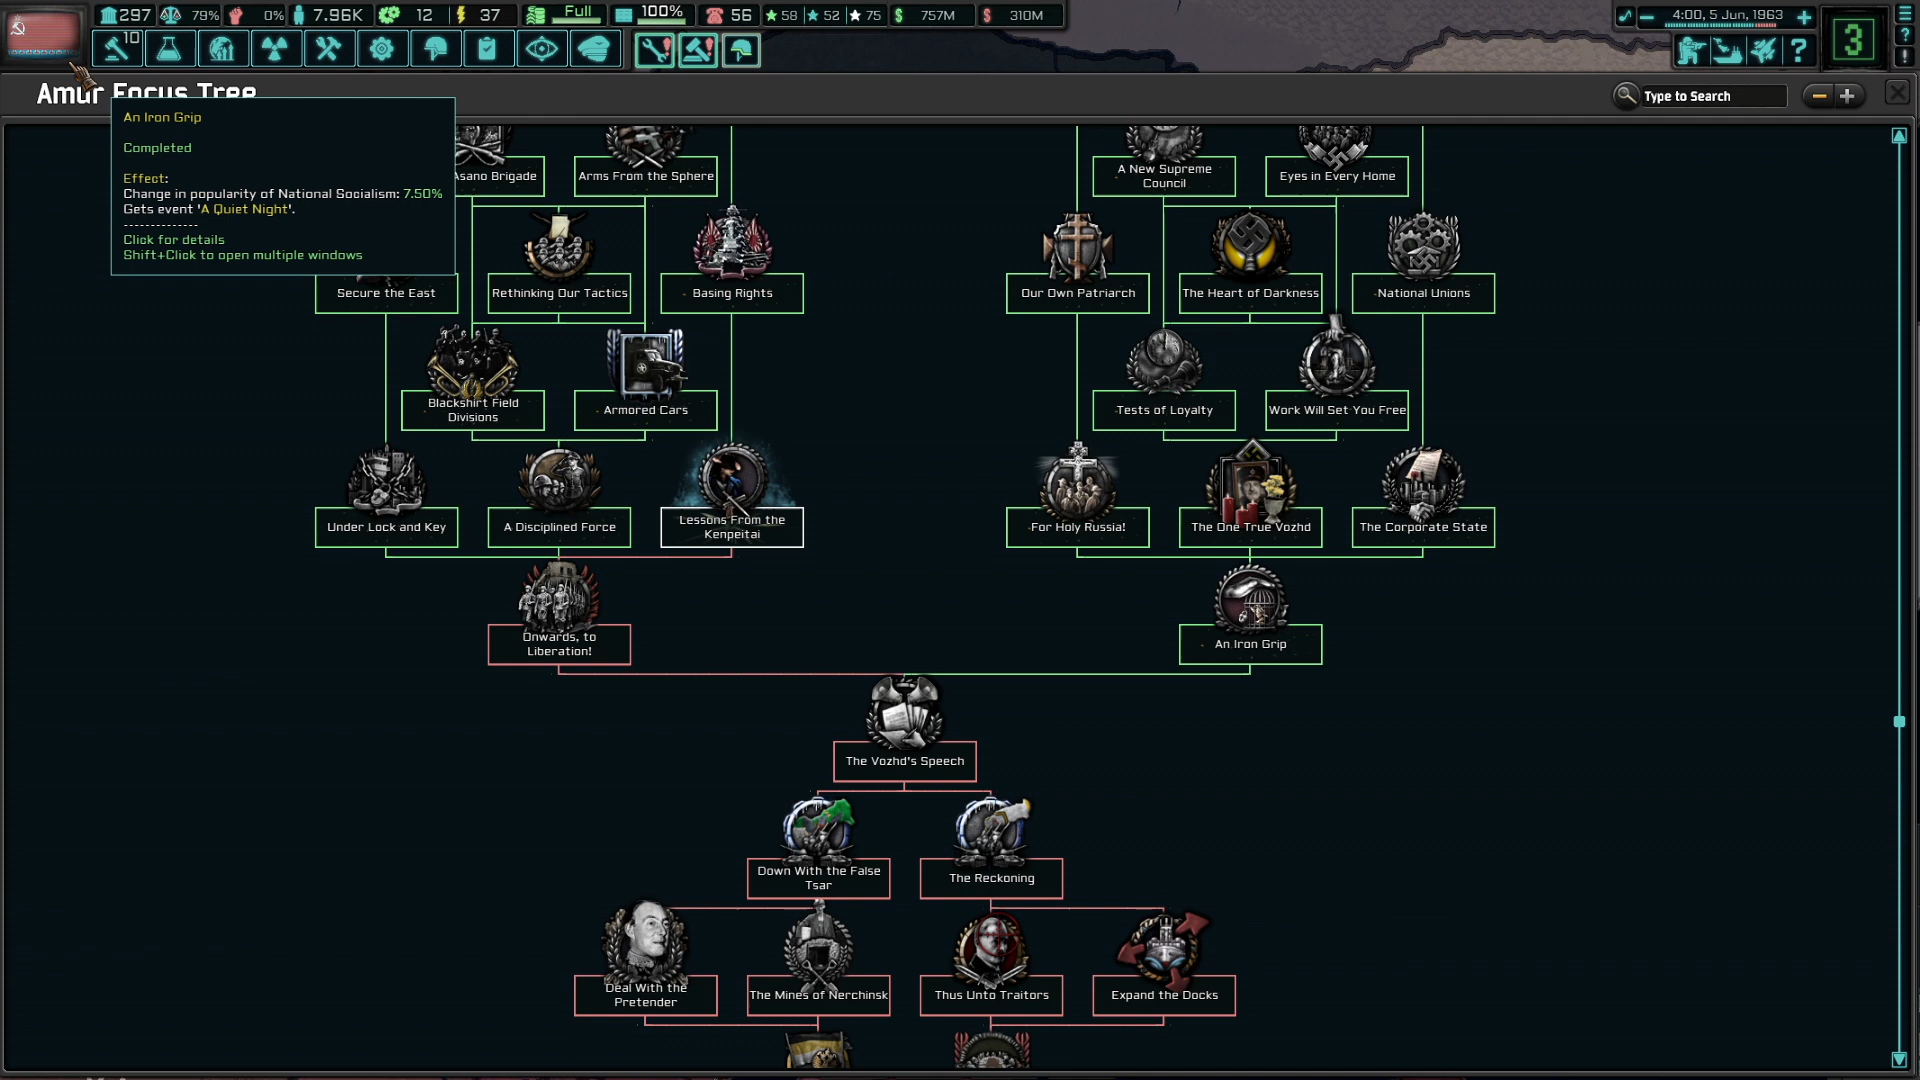 297 79% 0% 7.96K 12 37 Full 100% 56 58 52 75 $ 757M $ 310M
4:00, 5 Jun, 1963
10
3
Amur Focus Tree
Type to Search
An Iron Grip
Completed
Effect:
Change in popularity of National Socialism: 7.50%
Gets event 'A Quiet Night'.
--------------
Click for details
Shift+Click to open multiple windows
Asano Brigade
Arms From the Sphere
A New Supreme
Council
Eyes in Every Home
Secure the East
Rethinking Our Tactics
Basing Rights
Our Own Patriarch
The Heart of Darkness
National Unions
Blackshirt Field
Divisions
Armored Cars
Tests of Loyalty
Work Will Set You Free
Under Lock and Key
A Disciplined Force
Lessons From the
Kenpeitai
For Holy Russia!
The One True Vozhd
The Corporate State
Onwards, to
Liberation!
An Iron Grip
The Vozhd's Speech
Down With the False
Tsar
The Reckoning
Deal With the
Pretender
The Mines of Nerchinsk
Thus Unto Traitors
Expand the Docks